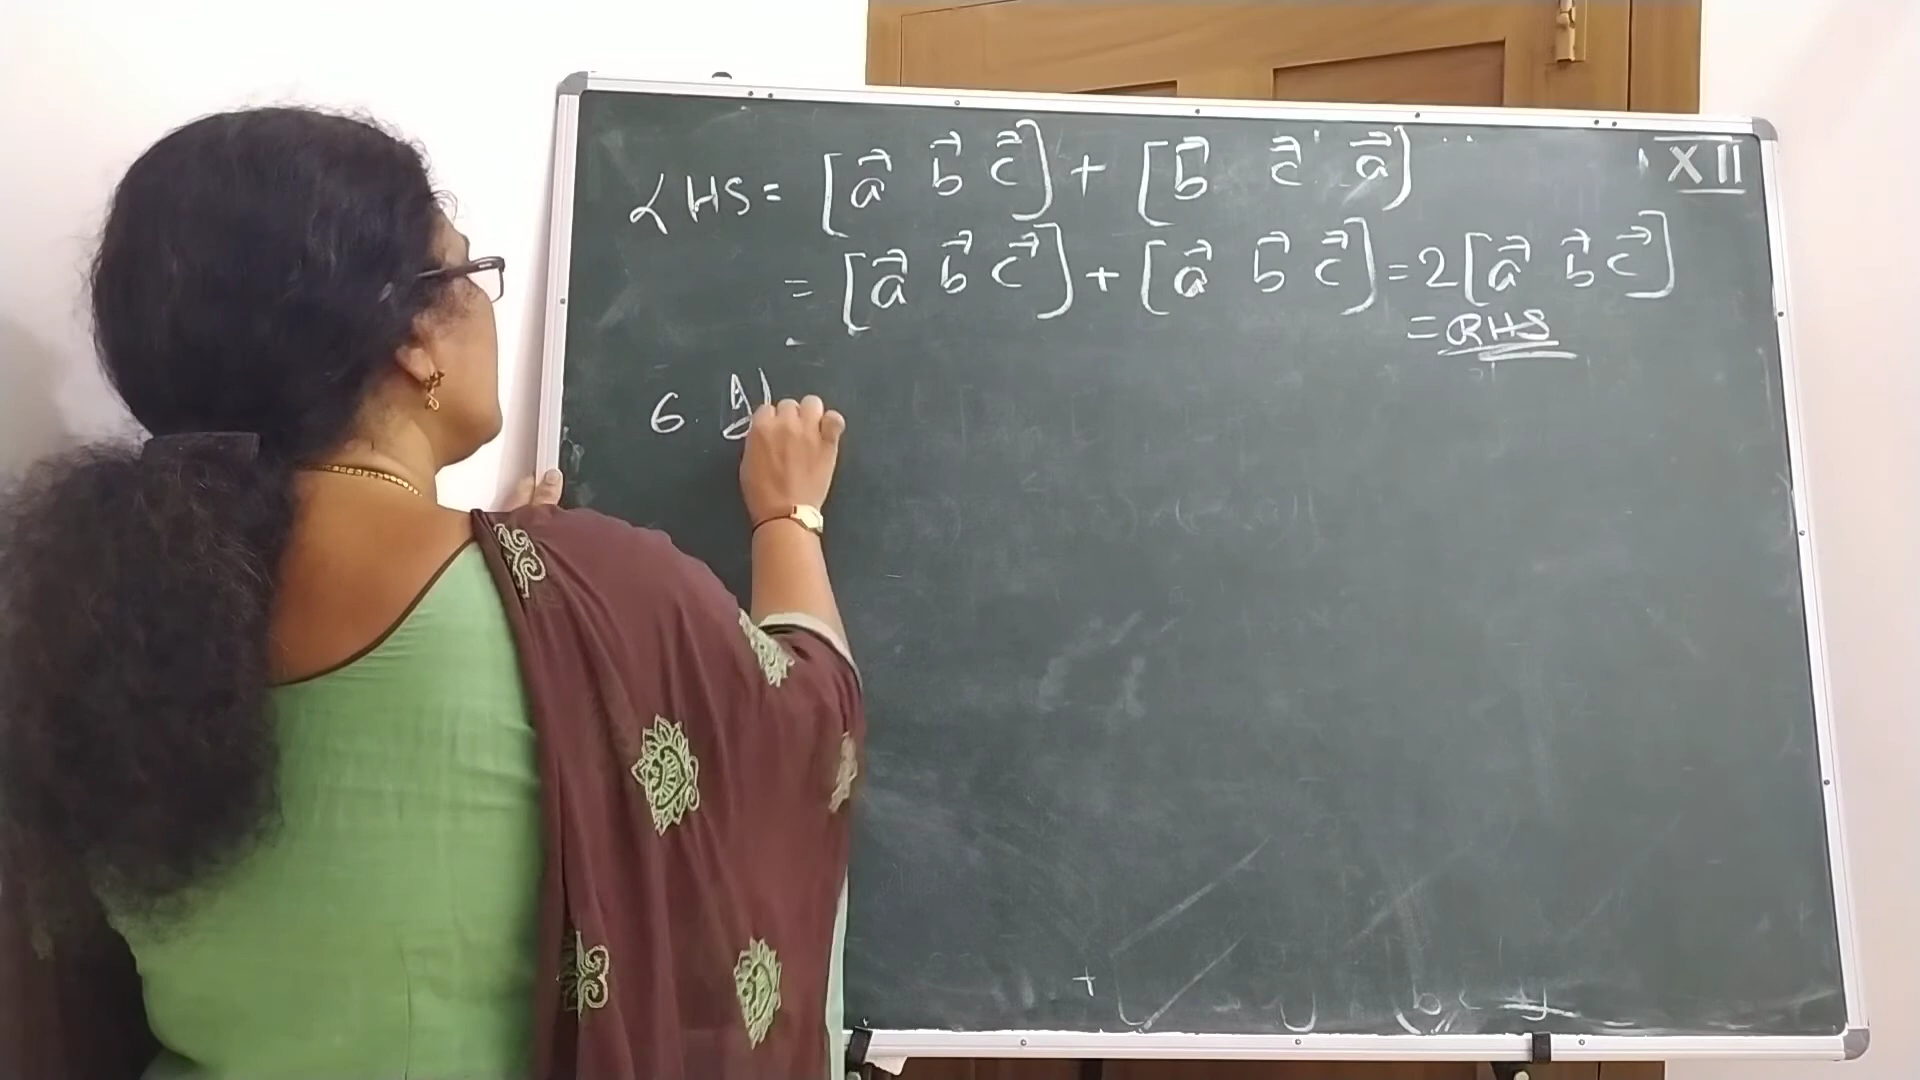 XII
LHS = [a⃗ b⃗ c⃗] + [b⃗ c⃗ a⃗]
= [a⃗ b⃗ c⃗] + [a⃗ b⃗ c⃗] = 2[a⃗ b⃗ c⃗]
= RHS
6.